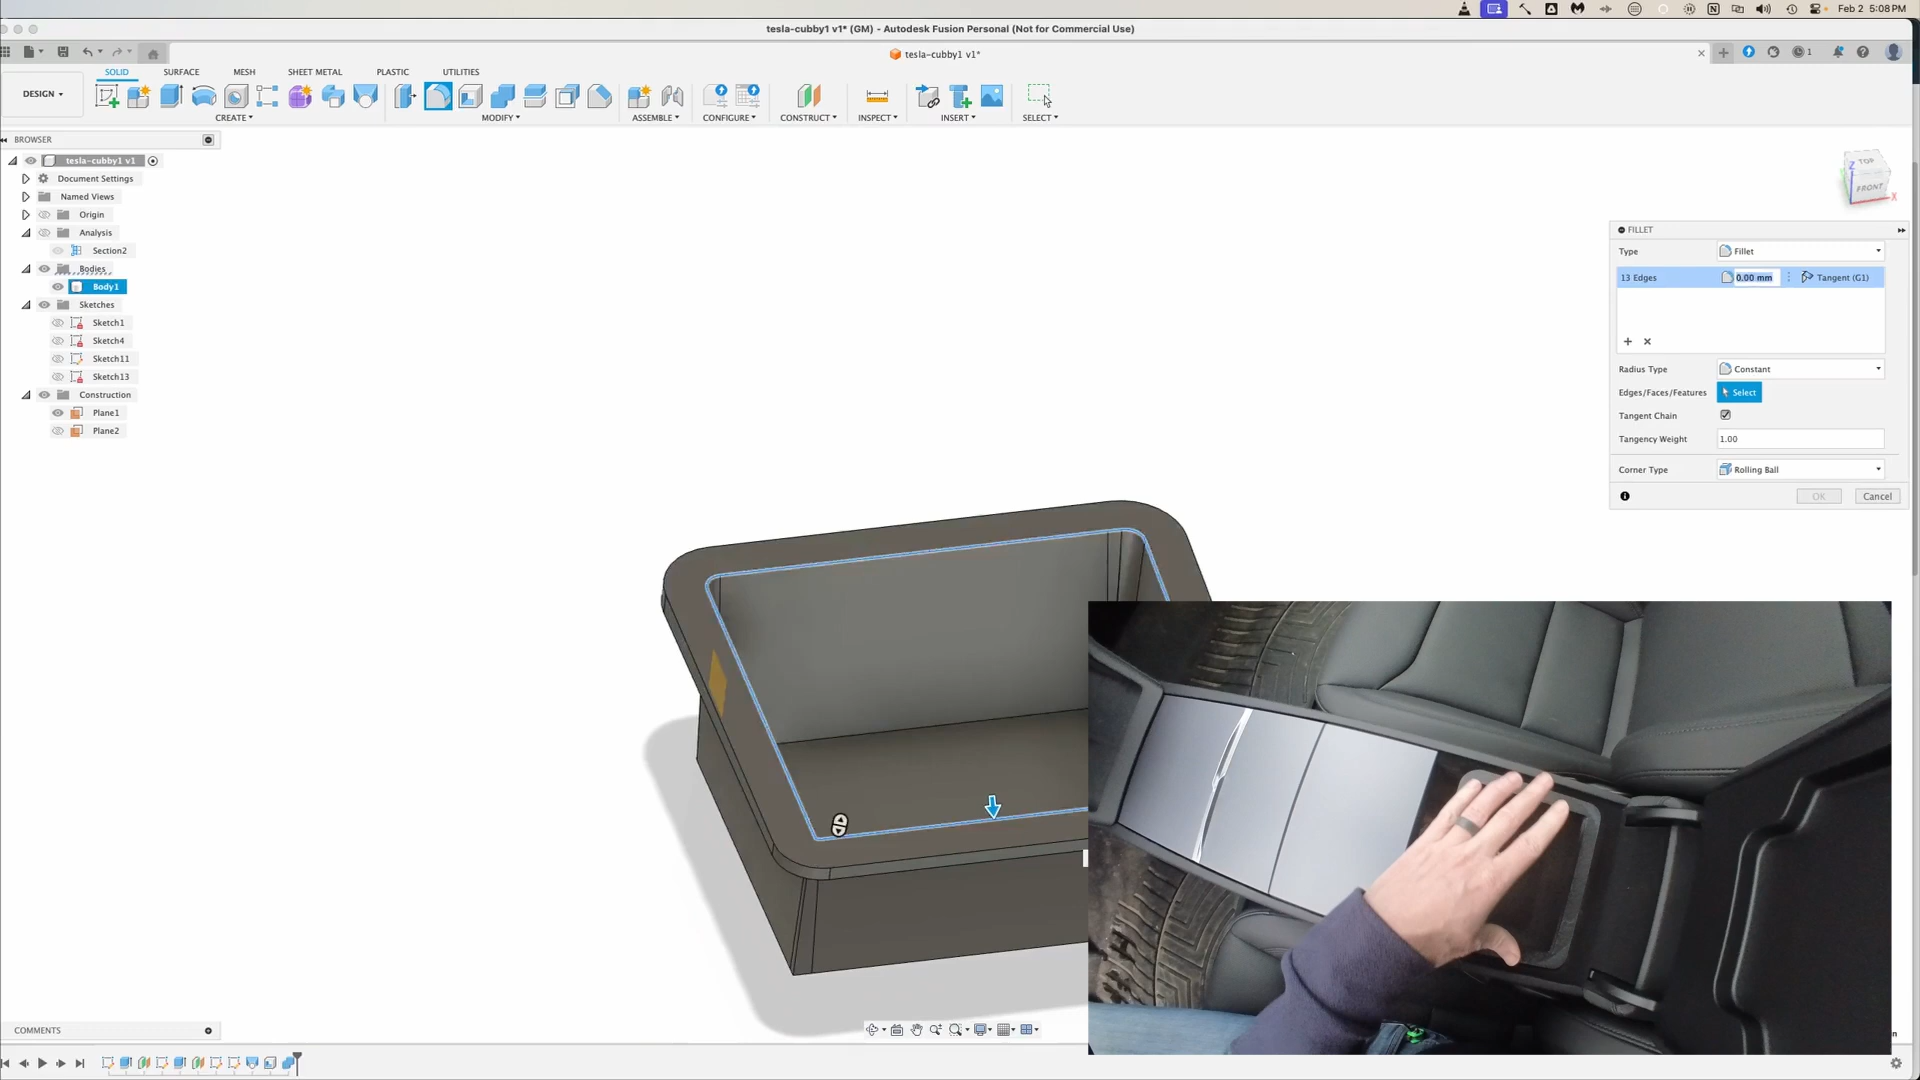 Feb 2 5:08 PM
tesla-cubby1 v1* (GM) - Autodesk Fusion Personal (Not for Commercial Use)
tesla-cubby1 v1*
1
SOLID SURFACE MESH SHEET METAL PLASTIC UTILITIES
DESIGN
CREATE MODIFY ASSEMBLE CONFIGURE CONSTRUCT INSPECT INSERT SELECT
BROWSER
tesla-cubby1 v1
Document Settings
Named Views
Origin
Analysis
Section2
Bodies
Body1
Sketches
Sketch1
Sketch4
Sketch11
Sketch13
Construction
Plane1
Plane2
TOP
Z
FRONT
X
FILLET
Type Fillet
13 Edges 0.00 mm Tangent (G1)
Radius Type Constant
Edges/Faces/Features Select
Tangent Chain
Tangency Weight 1.00
Corner Type Rolling Ball
OK Cancel
COMMENTS